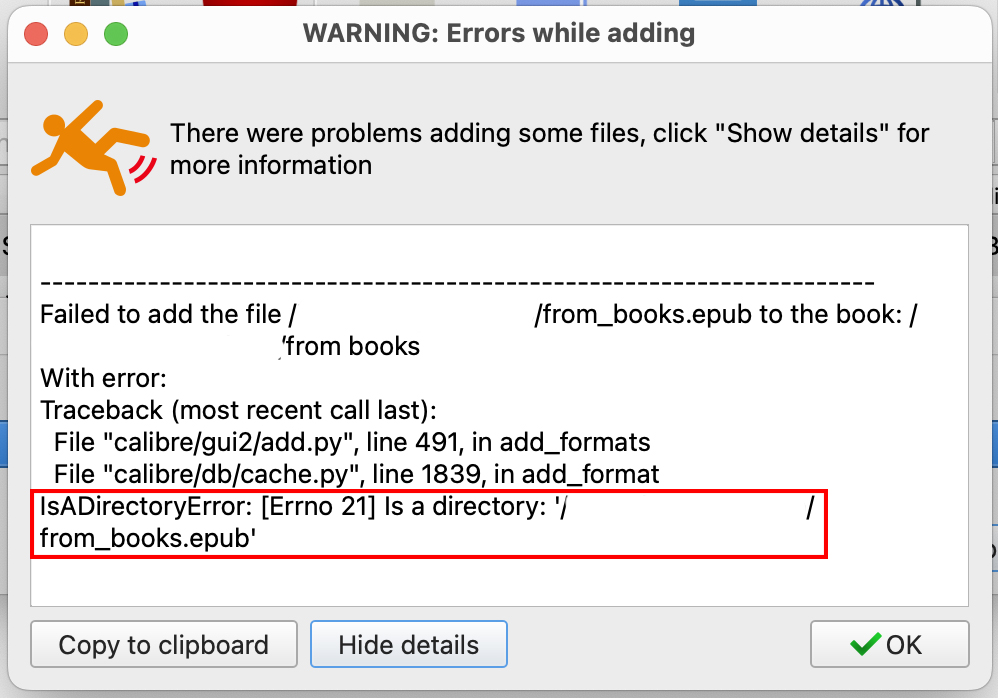 WARNING: Errors while adding
There were problems adding some files, click "Show details" for
more information
----------------------------------------------------------------------
Failed to add the file / /from_books.epub to the book: /
'from books
With error:
Traceback (most recent call last):
File "calibre/gui2/add.py", line 491, in add_formats
File "calibre/db/cache.py", line 1839, in add_format
IsADirectoryError: [Errno 21] Is a directory: '/ /
from_books.epub'
Copy to clipboard
Hide details
OK